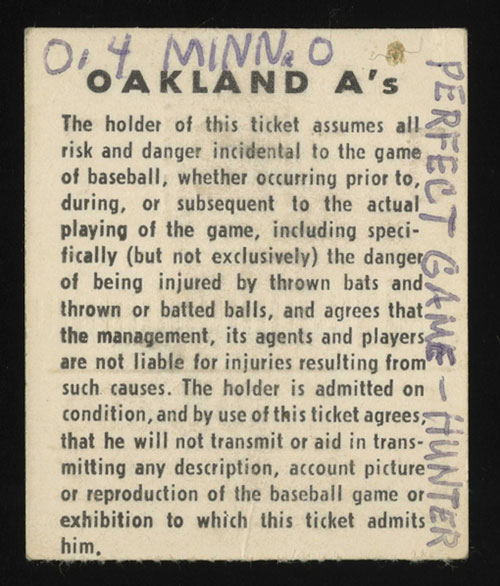 O. 4 MINN. O
OAKLAND A's
The holder of this ticket assumes all
risk and danger incidental to the game
of baseball, whether occurring prior to,
during, or subsequent to the actual
playing of the game, including speci-
fically (but not exclusively) the danger
of being injured by thrown bats and
thrown or batted balls, and agrees that
the management, its agents and players
are not liable for injuries resulting from
such causes. The holder is admitted on
condition, and by use of this ticket agrees,
that he will not transmit or aid in trans-
mitting any description, account picture
or reproduction of the baseball game or
exhibition to which this ticket admits
him.
PERFECT GAME - HUNTER